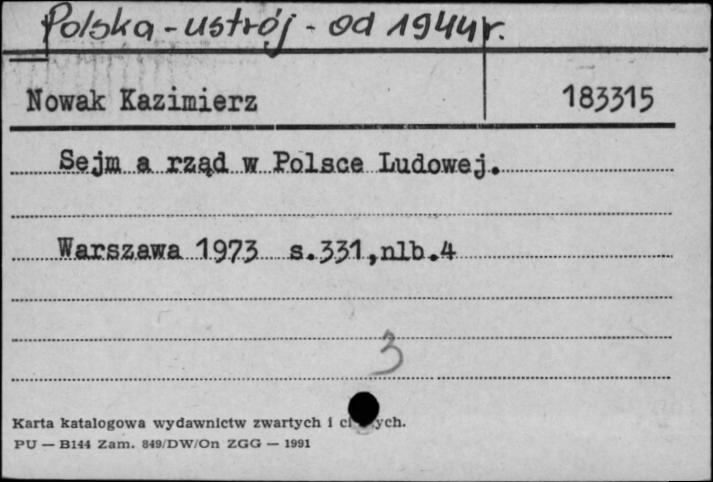 Polska - ustrój - od 1944 r.
Nowak Kazimierz 183315
Sejm a rząd w Polsce Ludowej.
Warszawa 1973 s.331,nlb.4
3
Karta katalogowa wydawnictw zwartych i
PU — B144 Zam. 849/DW/On ZGG — 1991